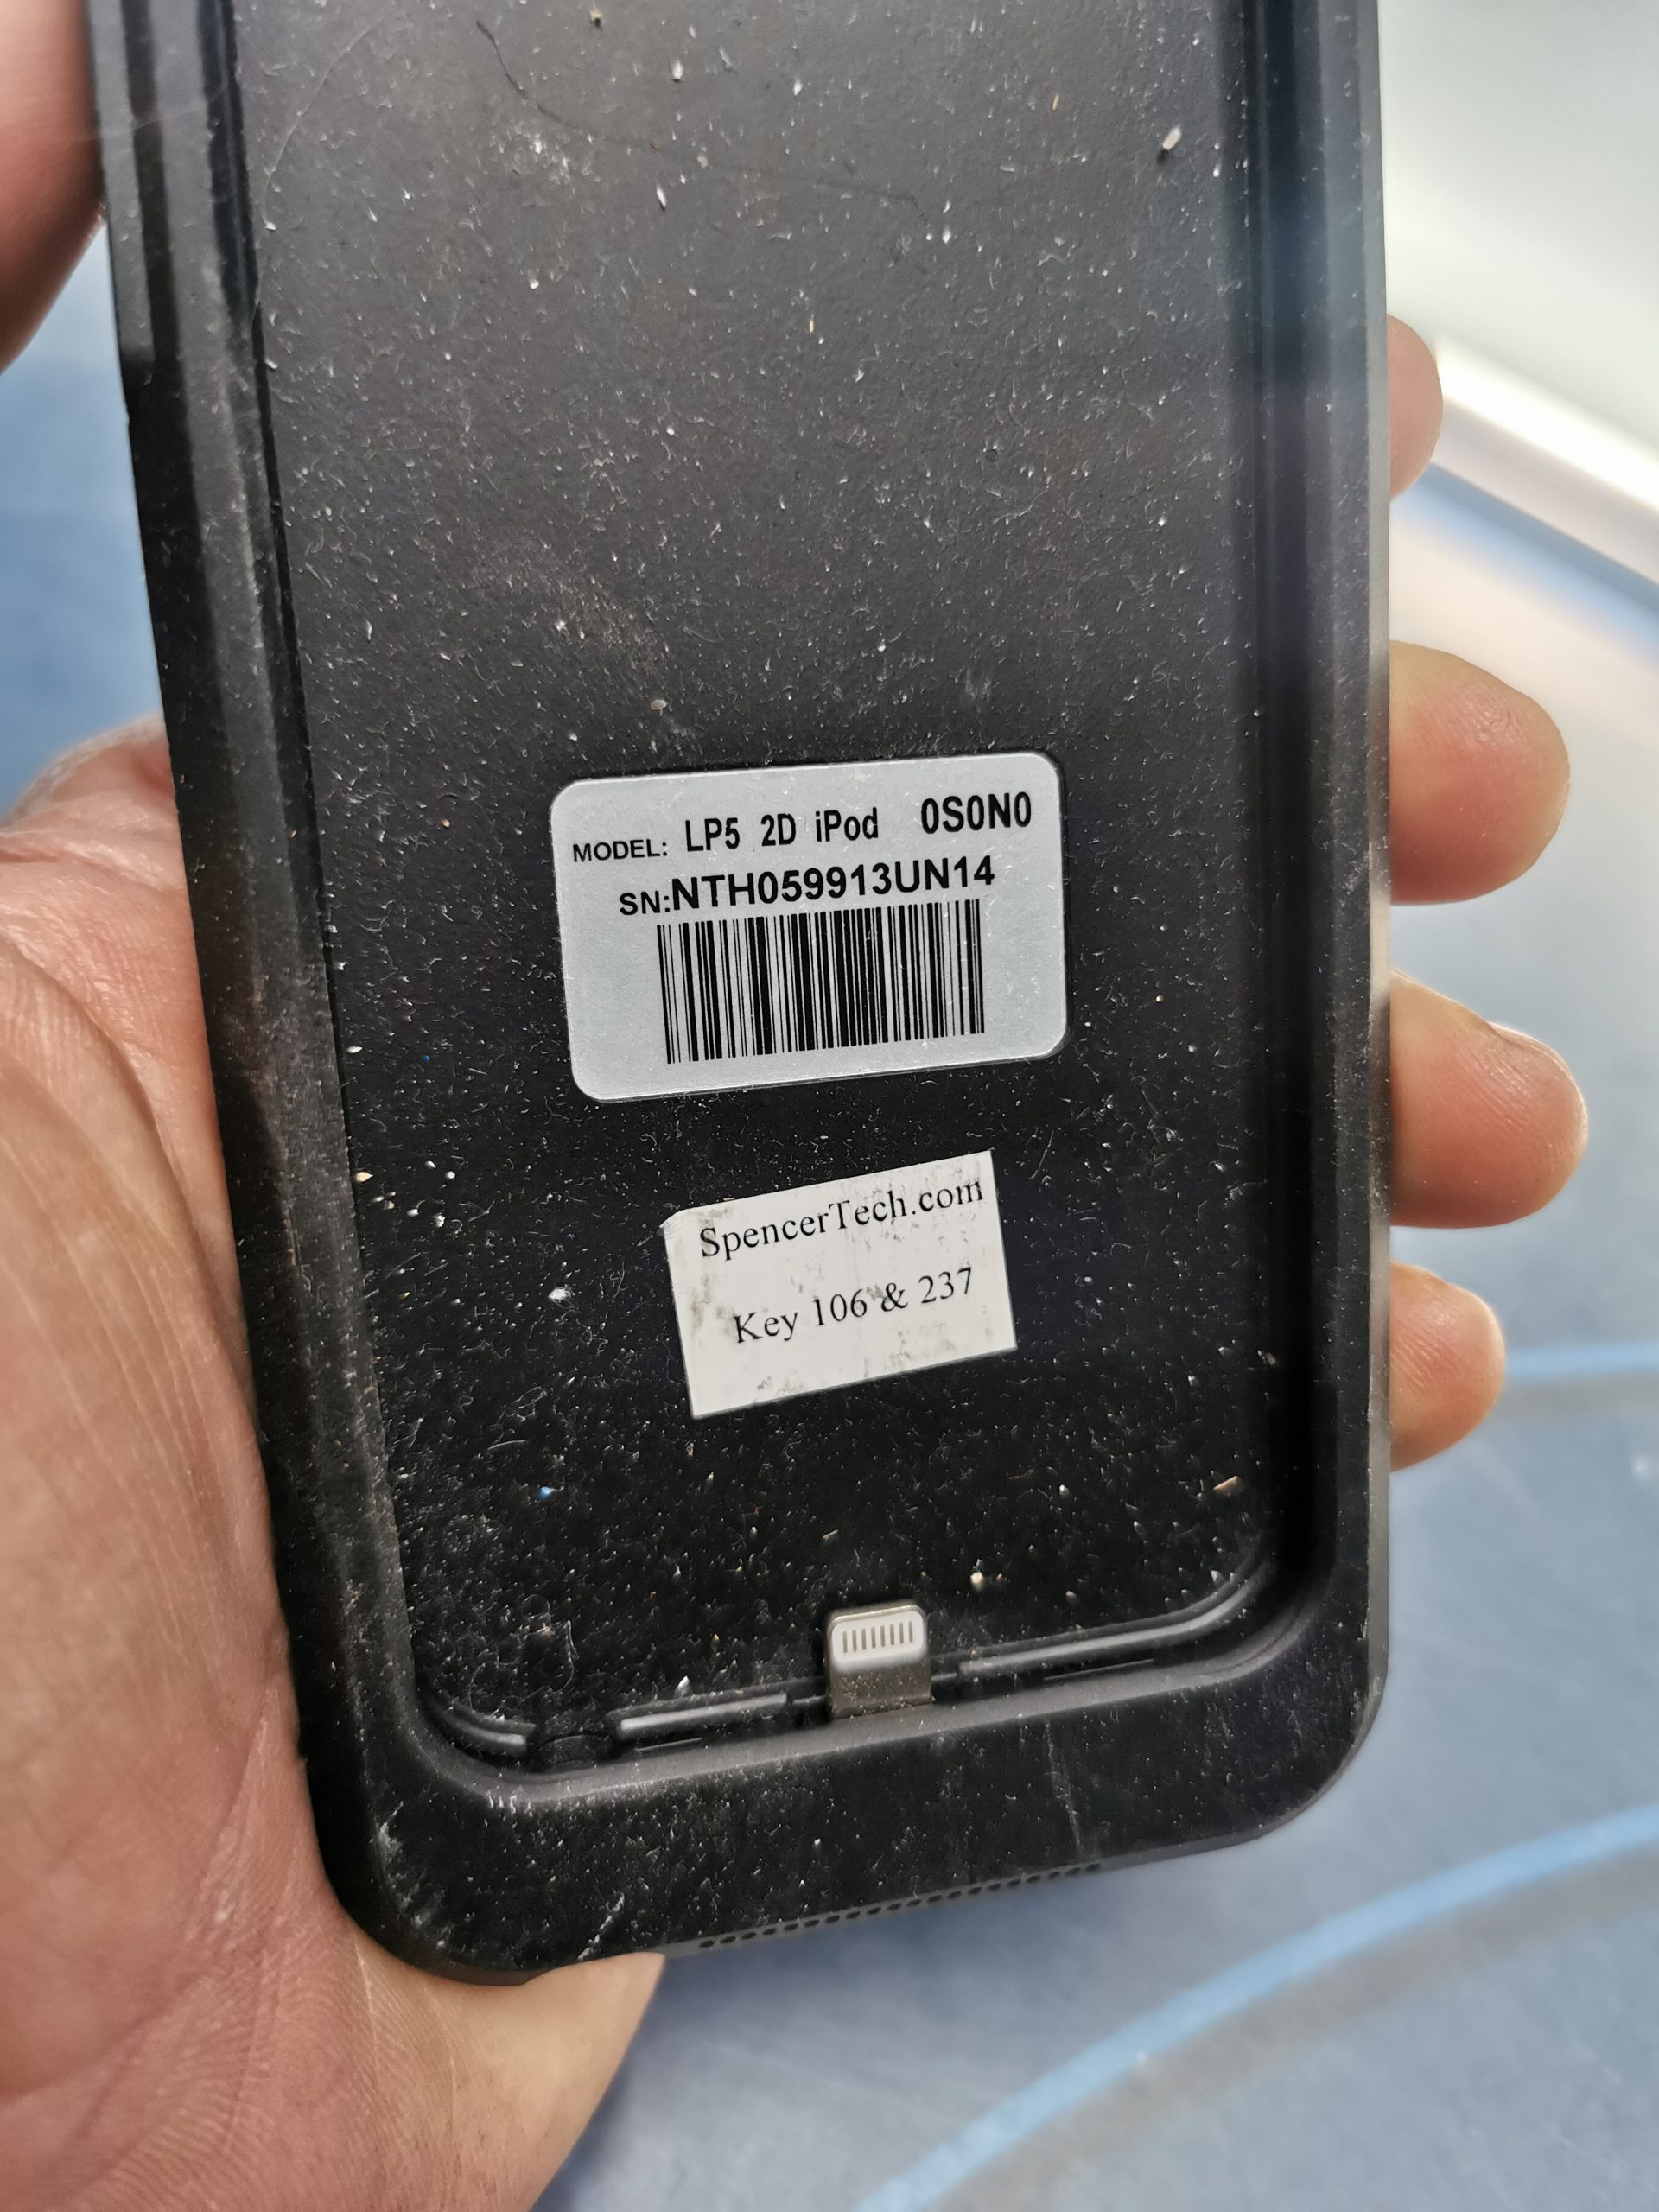 MODEL: LP5 2D iPod 0S0N0
SN:NTH059913UN14
SpencerTech.com
Key 106 & 237